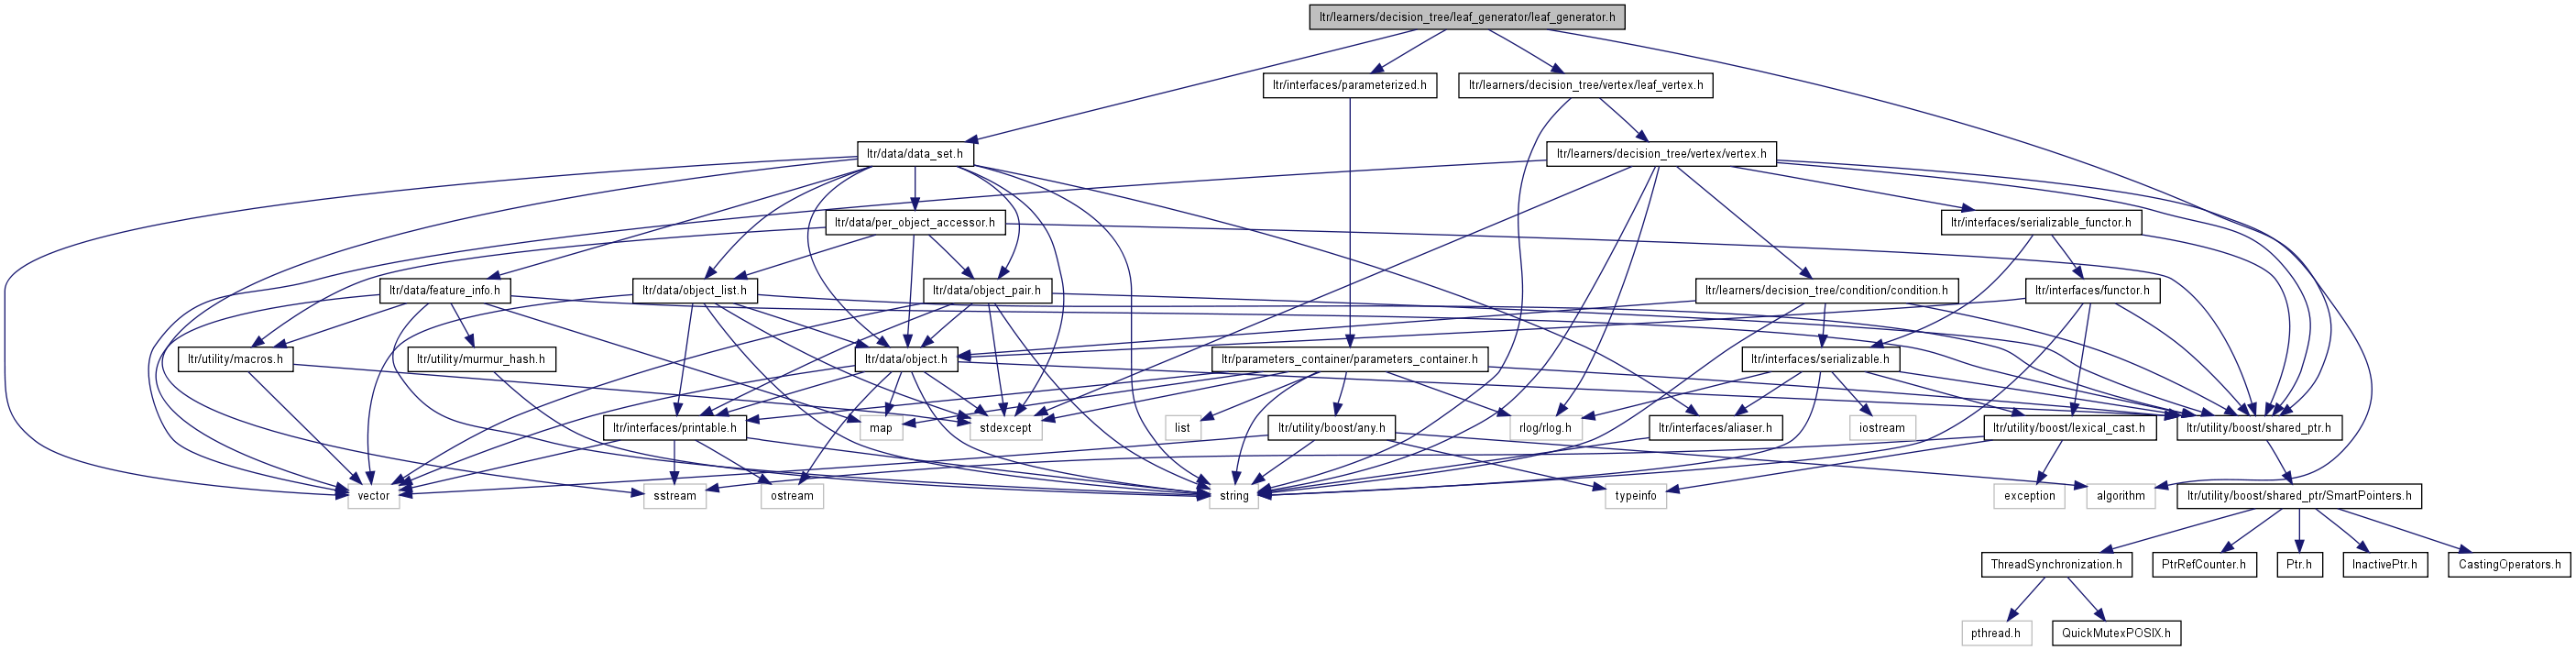 ltr/learners/decision_tree/leaf_generator/leaf_generator.h
ltr/interfaces/parameterized.h
ltr/learners/decision_tree/vertex/leaf_vertex.h
ltr/data/data_set.h
ltr/learners/decision_tree/vertex/vertex.h
ltr/data/per_object_accessor.h
ltr/interfaces/serializable_functor.h
ltr/data/feature_info.h
ltr/data/object_list.h
ltr/data/object_pair.h
ltr/learners/decision_tree/condition/condition.h
ltr/interfaces/functor.h
ltr/utility/macros.h
ltr/utility/murmur_hash.h
ltr/data/object.h
ltr/parameters_container/parameters_container.h
ltr/interfaces/serializable.h
ltr/interfaces/printable.h
map
stdexcept
list
ltr/utility/boost/any.h
rlog/rlog.h
ltr/interfaces/aliaser.h
iostream
ltr/utility/boost/lexical_cast.h
ltr/utility/boost/shared_ptr.h
vector
sstream
ostream
string
typeinfo
exception
algorithm
ltr/utility/boost/shared_ptr/SmartPointers.h
ThreadSynchronization.h
PtrRefCounter.h
Ptr.h
InactivePtr.h
CastingOperators.h
pthread.h
QuickMutexPOSIX.h